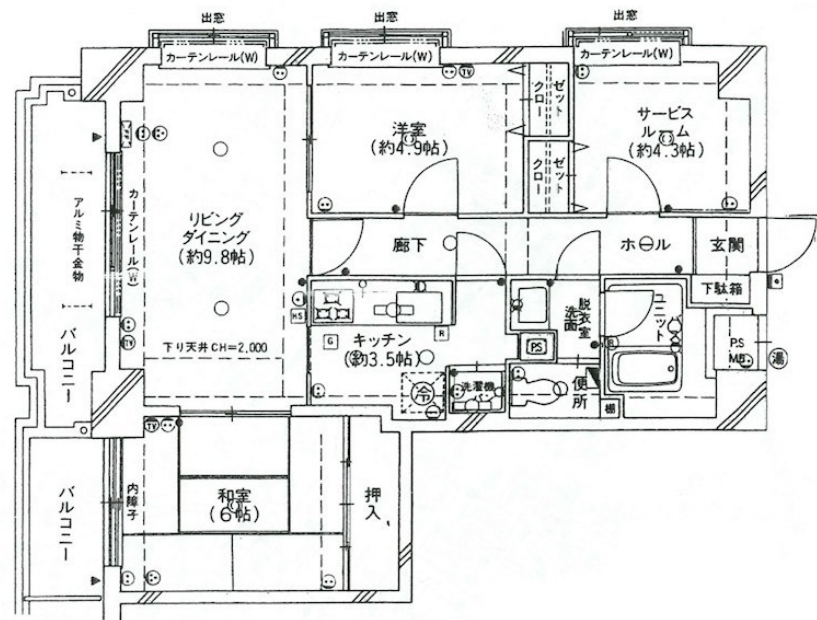 出窓
出窓
出窓
カーテンレール(W)
カーテンレール(W)
カーテンレール(W)
TV
クロー
ゼット
クロー
ゼット
洋室
(約4.9帖)
サービス
ルーム
(約4.3帖)
アルミ物干金物
カーテンレール(W)
リビング
ダイニング
(約9.8帖)
廊下
ホール
玄関
下駄箱
HS
G
R
キッチン
(約3.5帖)
脱衣室
洗面
PS
ユニット
P.S
MB
湯
下り天井 CH=2,000
TV
バルコニー
冷
洗濯機
パン
便所
棚
TV
バルコニー
内障子
和室
(6帖)
押入